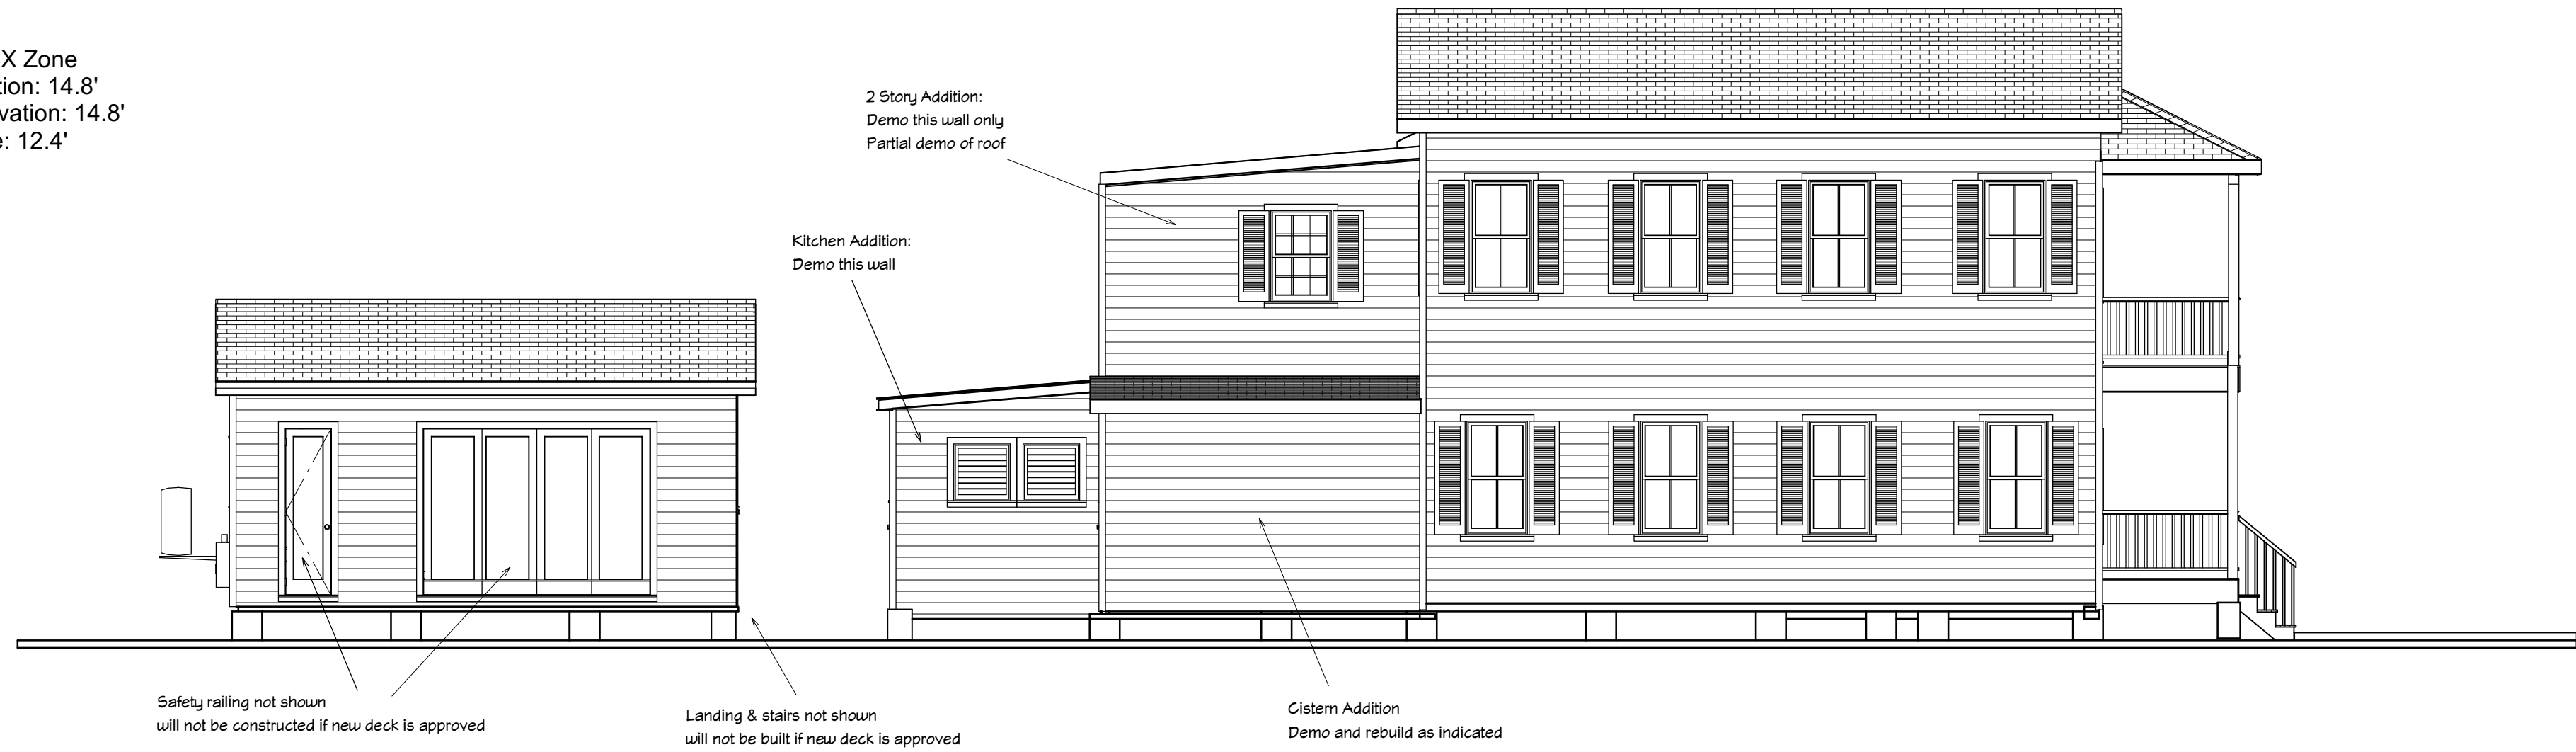 X Zone
tion: 14.8'
vation: 14.8'
e: 12.4'
2 Story Addition:
Demo this wall only
Partial demo of roof
Kitchen Addition:
Demo this wall
Safety railing not shown
will not be constructed if new deck is approved
Landing & stairs not shown
will not be built if new deck is approved
Cistern Addition
Demo and rebuild as indicated